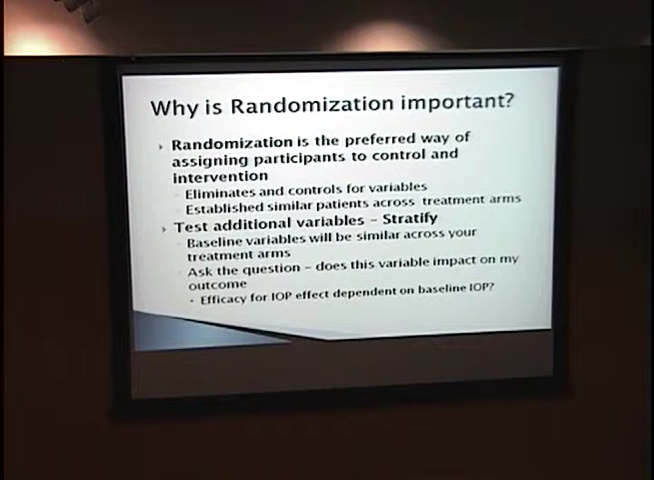 Why is Randomization important?
Randomization is the preferred way of
assigning participants to control and
intervention
Eliminates and controls for variables
Established similar patients across treatment arms
Test additional variables – Stratify
Baseline variables will be similar across your
treatment arms
Ask the question – does this variable impact on my
outcome
Efficacy for IOP effect dependent on baseline IOP?